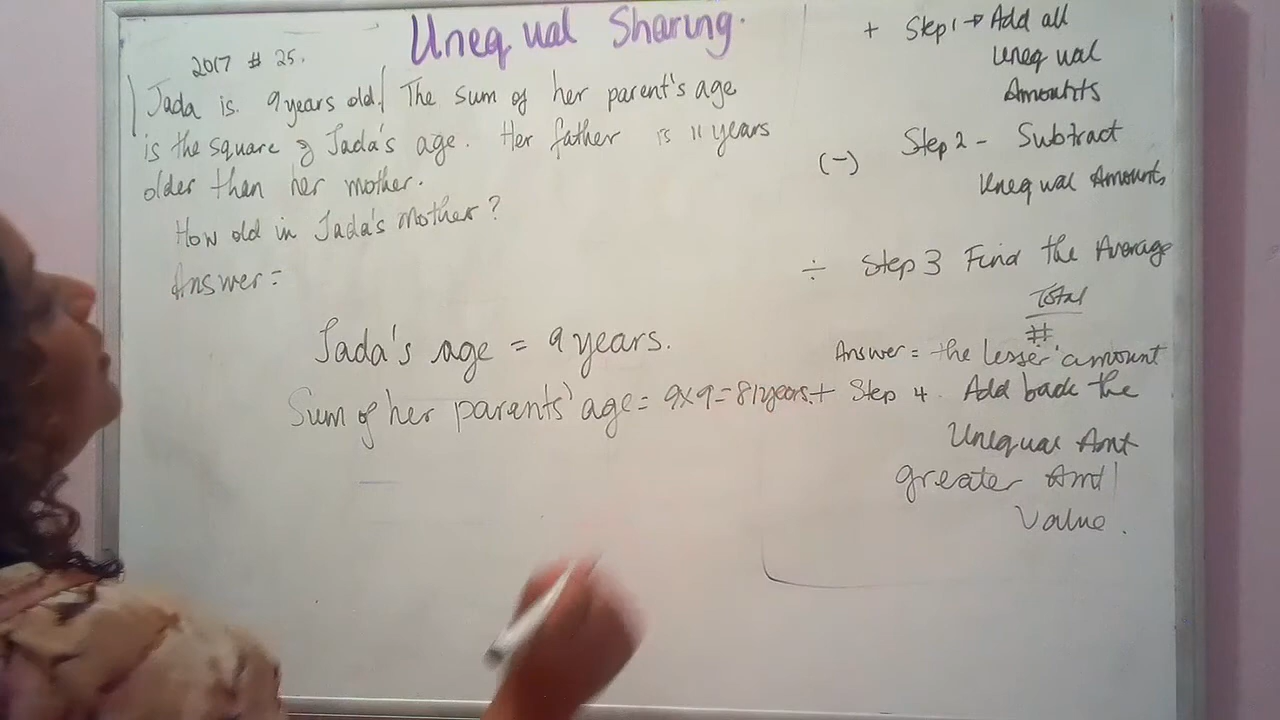 Unequal Sharing.
2017 # 25.
Jada is 9 years old. The sum of her parent's age
is the square of Jada's age. Her father is 11 years
older than her mother.
How old in Jada's mother?
Answer =
Jada's age = 9 years.
Sum of her parents' age = 9x9 = 81 years.
+ Step 1 → Add all
Unequal
Amounts
(-) Step 2 - Subtract
Unequal Amounts
÷ Step 3 Find the Average
Total
#
Answer = the lesser amount
+ Step 4. Add back the
Unequal Amt
greater Amt/
Value.